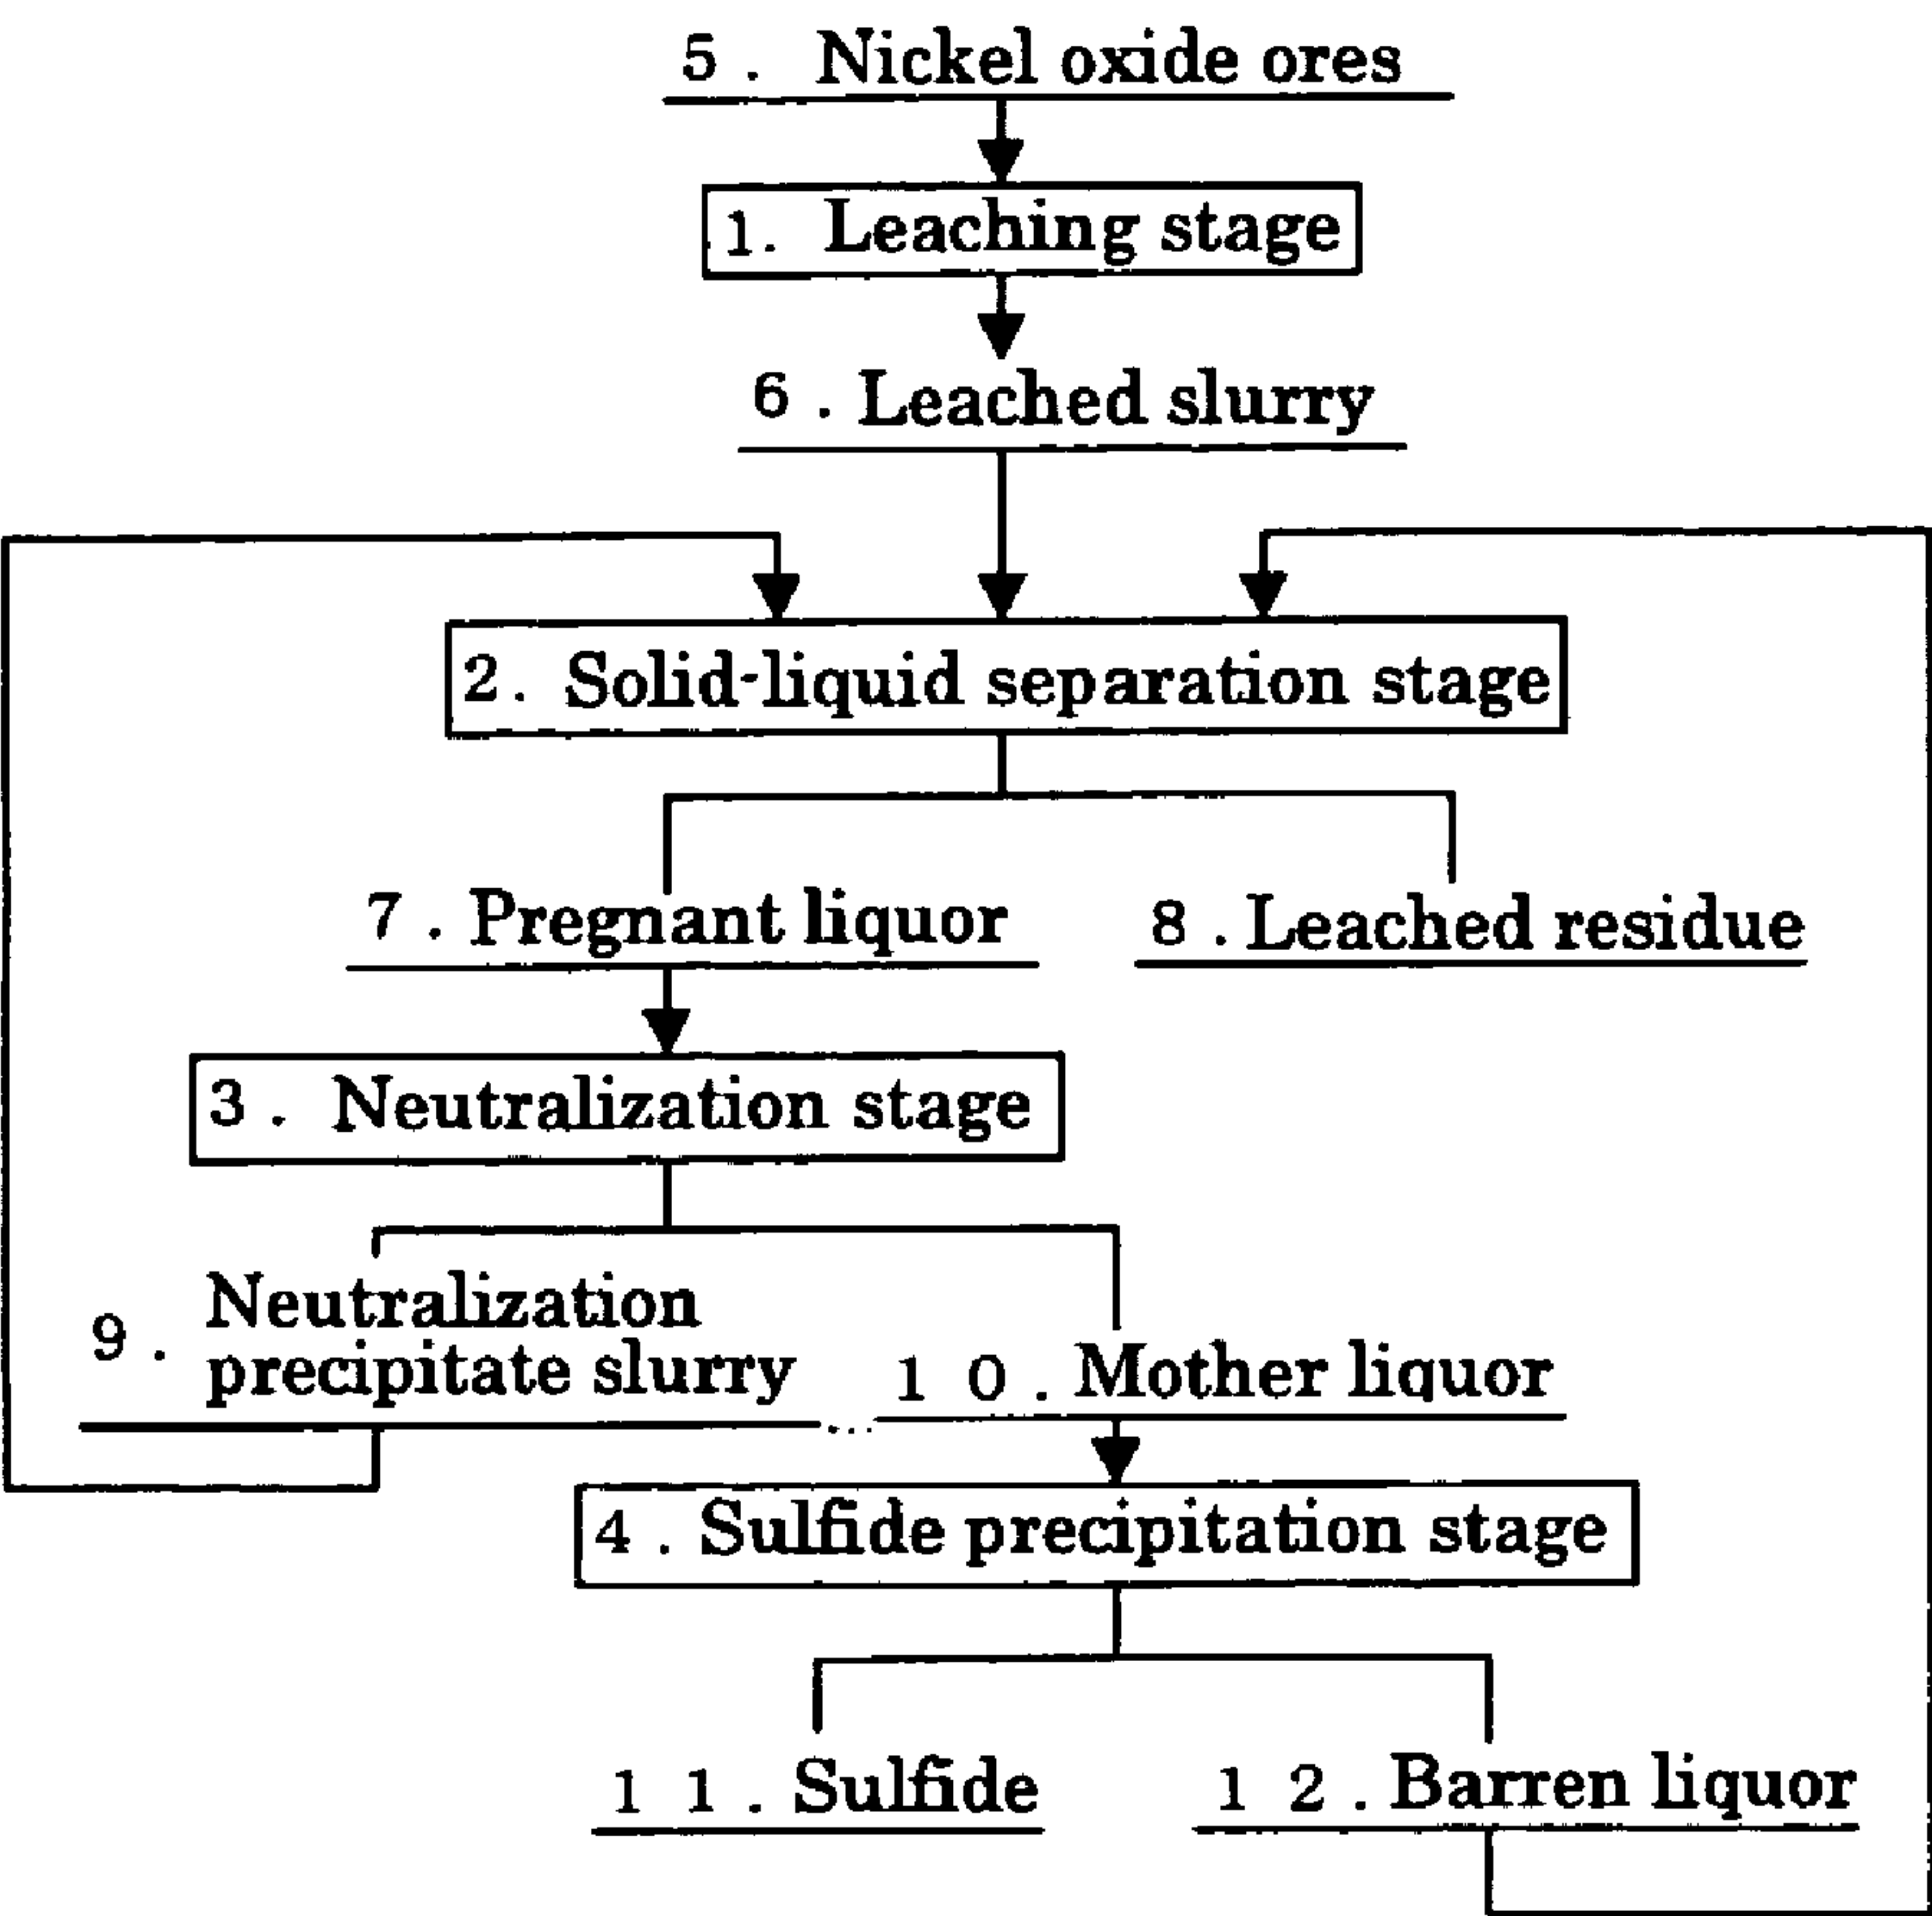 5. Nickel oxide ores
1. Leaching stage
6. Leached slurry
2. Solid-liquid separation stage
7. Pregnant liquor
8. Leached residue
3. Neutralization stage
9. Neutralization
precipitate slurry
10. Mother liquor
4. Sulfide precipitation stage
11. Sulfide
12. Barren liquor